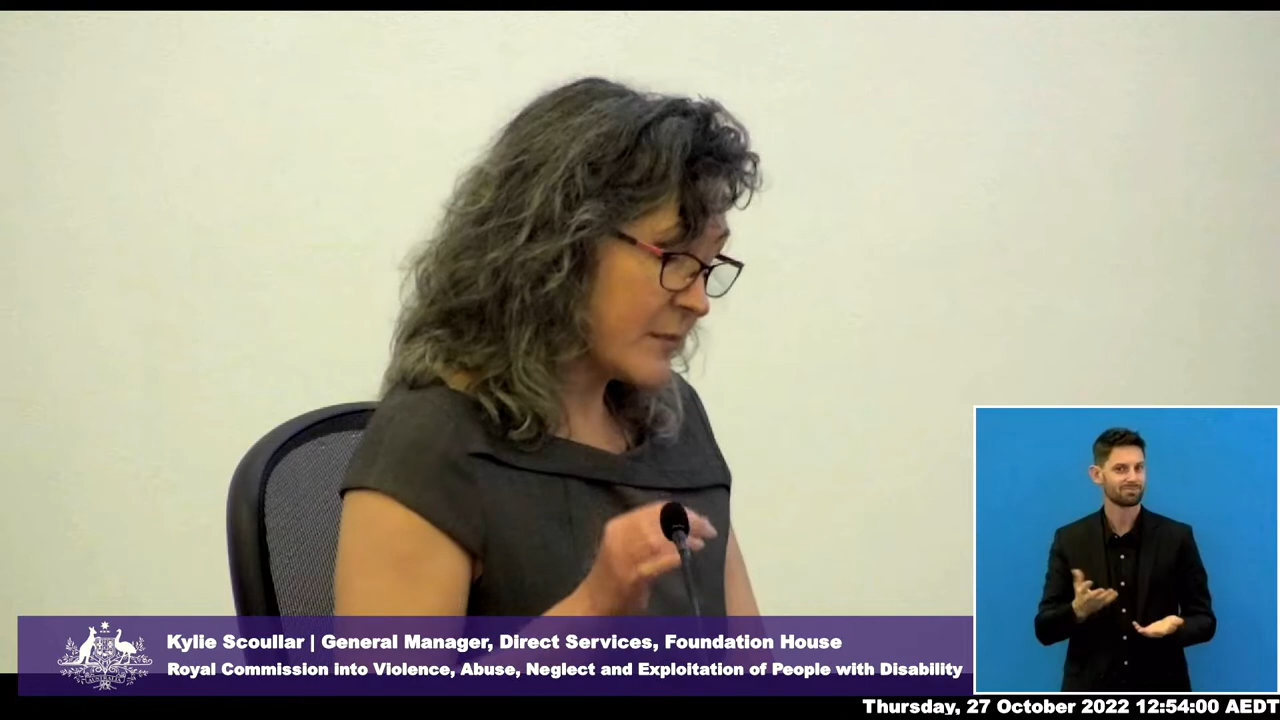 Kylie Scoullar | General Manager, Direct Services, Foundation House
Royal Commission into Violence, Abuse, Neglect and Exploitation of People with Disability
Thursday, 27 October 2022 12:54:00 AEDT